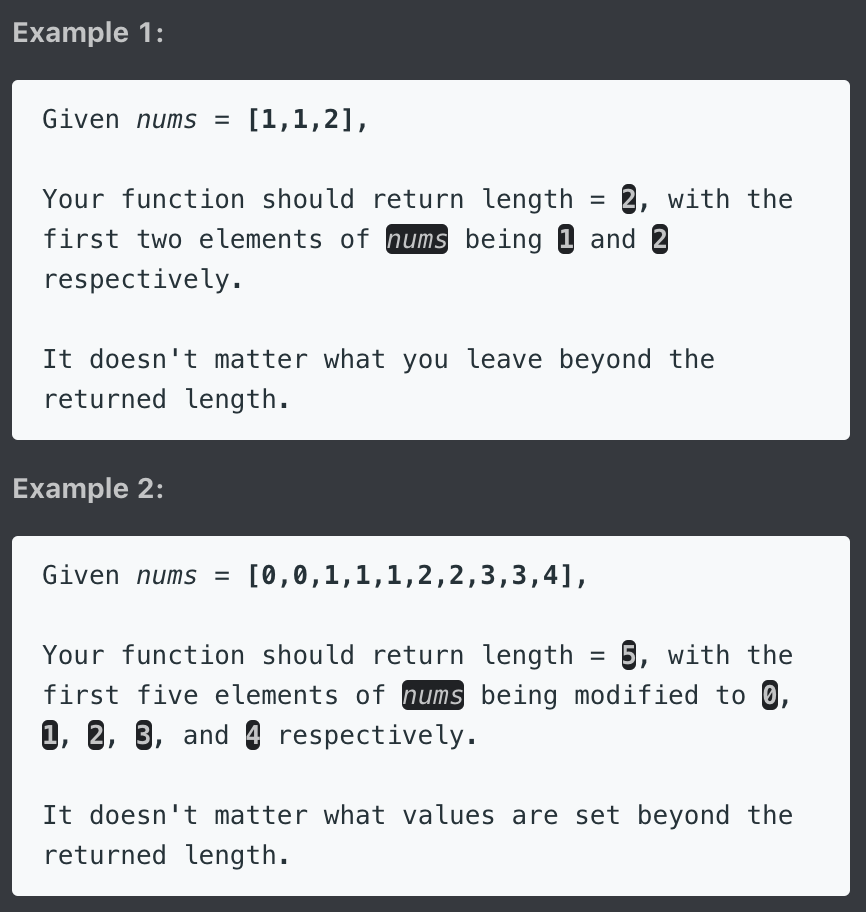 Example 1:
Given nums = [1,1,2],
Your function should return length = 2, with the
first two elements of nums being 1 and 2
respectively.
It doesn't matter what you leave beyond the
returned length.
Example 2:
Given nums = [0,0,1,1,1,2,2,3,3,4],
Your function should return length = 5, with the
first five elements of nums being modified to 0,
1, 2, 3, and 4 respectively.
It doesn't matter what values are set beyond the
returned length.